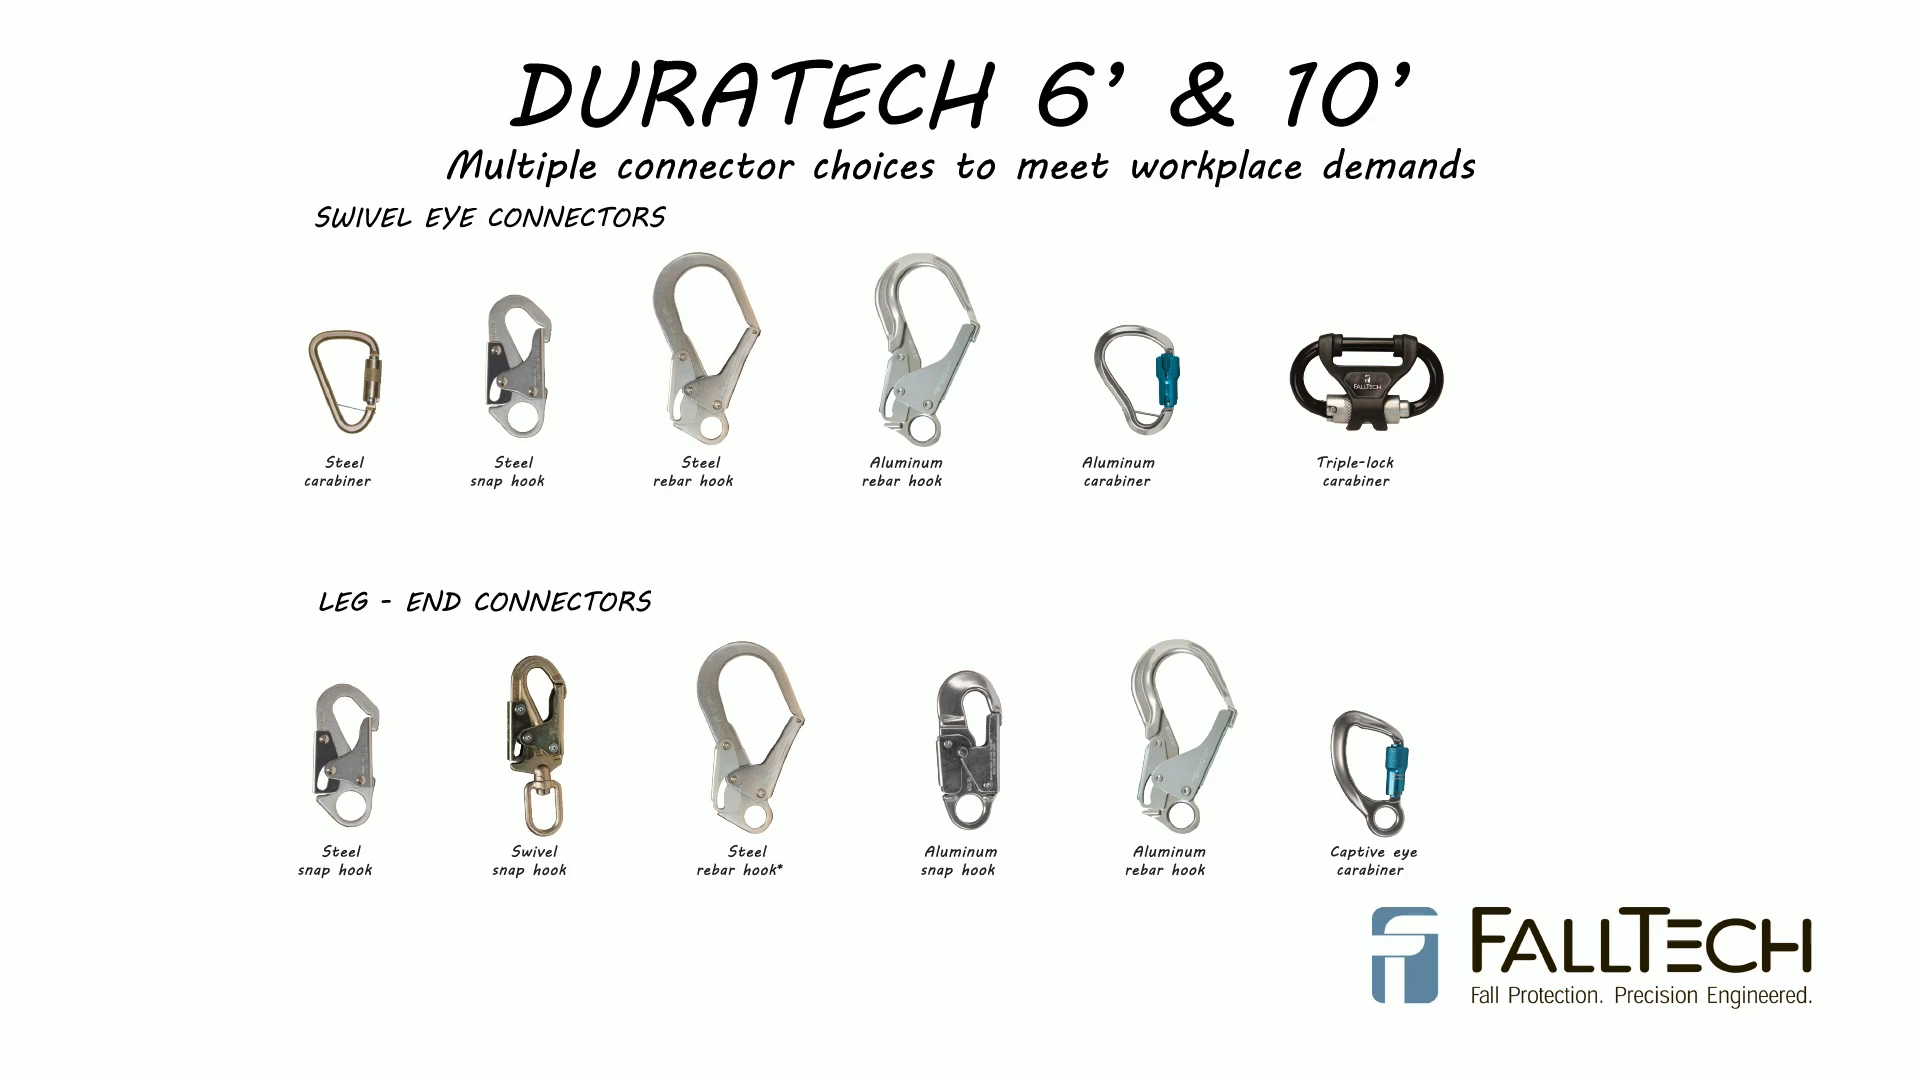 DURATECH 6’ & 10’
Multiple connector choices to meet workplace demands
SWIVEL EYE CONNECTORS
FALLTECH
Steel
carabiner
Steel
snap hook
Steel
rebar hook
Aluminum
rebar hook
Aluminum
carabiner
Triple-lock
carabiner
LEG - END CONNECTORS
Steel
snap hook
Swivel
snap hook
Steel
rebar hook*
Aluminum
snap hook
Aluminum
rebar hook
Captive eye
carabiner
FALLTECH
Fall Protection. Precision Engineered.